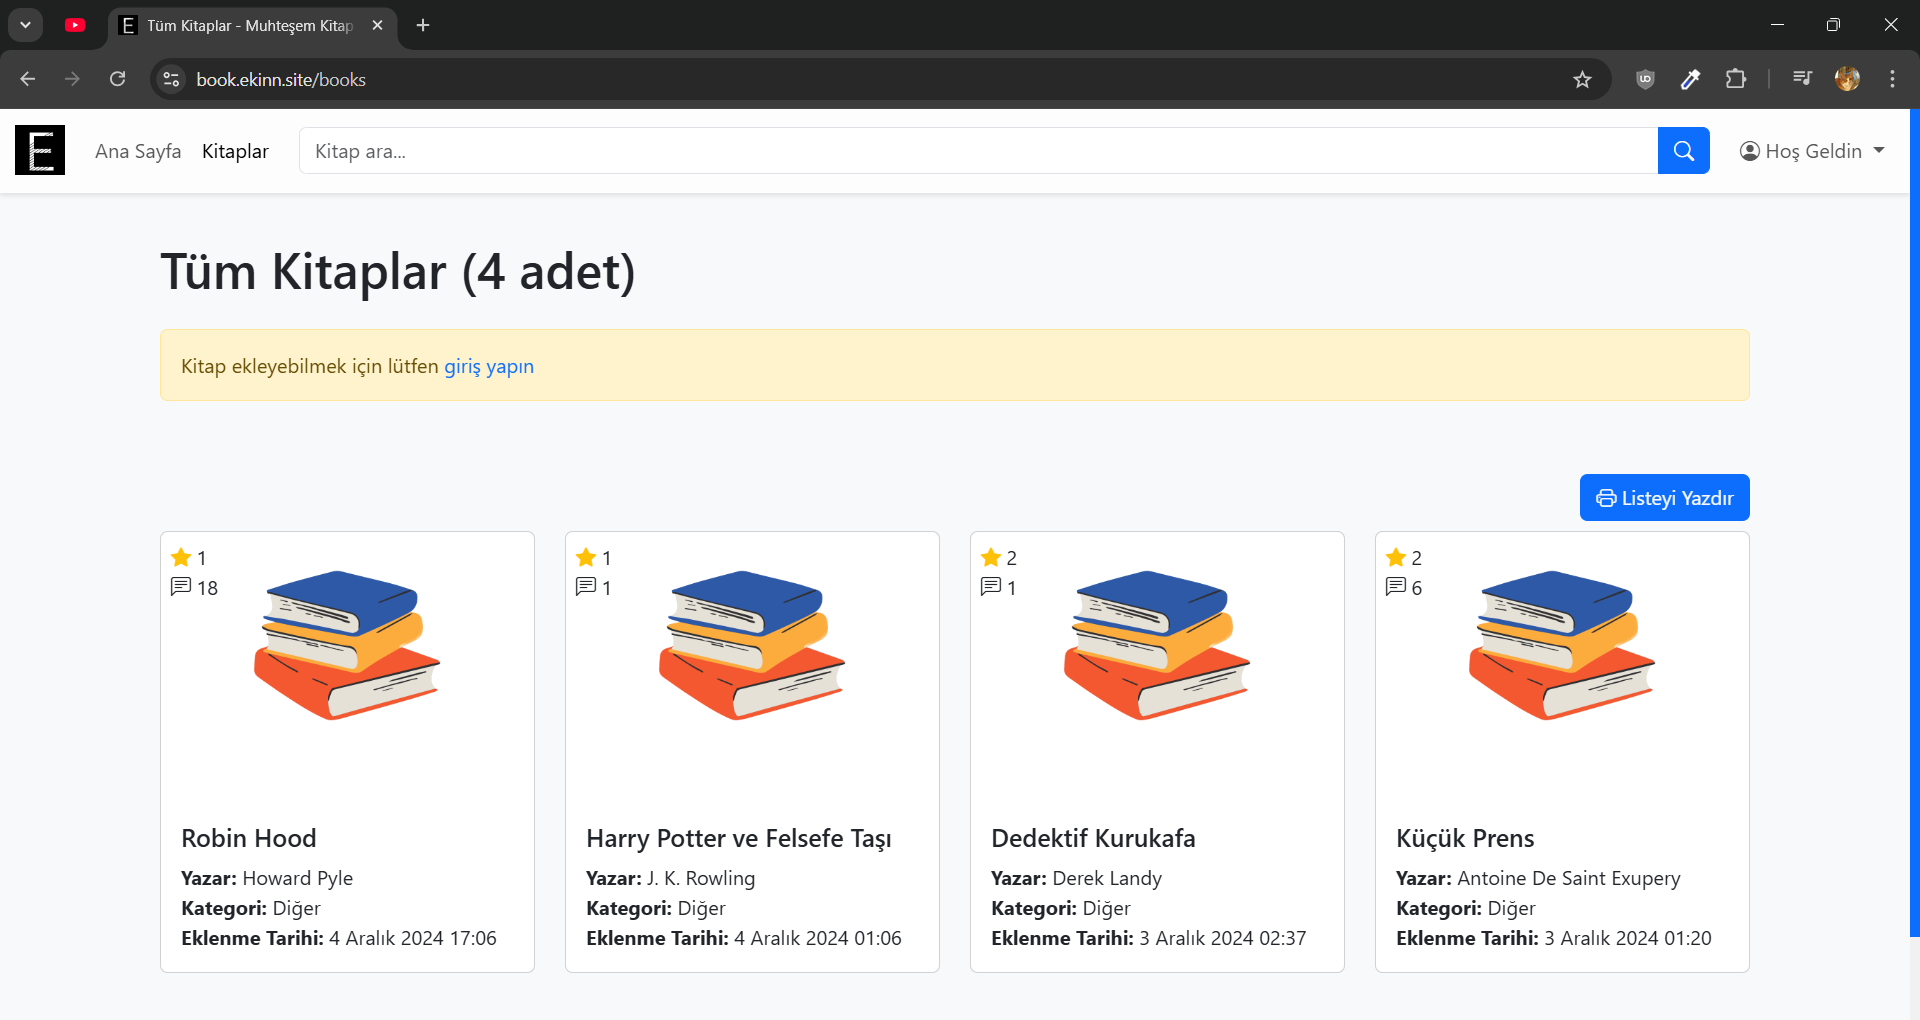 Tüm Kitaplar - Muhteşem Kitap
book.ekinn.site/books
E
Ana Sayfa
Kitaplar
Kitap ara...
Hoş Geldin
Tüm Kitaplar (4 adet)
Kitap ekleyebilmek için lütfen giriş yapın
Listeyi Yazdır
1
18
Robin Hood
Yazar: Howard Pyle
Kategori: Diğer
Eklenme Tarihi: 4 Aralık 2024 17:06
1
1
Harry Potter ve Felsefe Taşı
Yazar: J. K. Rowling
Kategori: Diğer
Eklenme Tarihi: 4 Aralık 2024 01:06
2
1
Dedektif Kurukafa
Yazar: Derek Landy
Kategori: Diğer
Eklenme Tarihi: 3 Aralık 2024 02:37
2
6
Küçük Prens
Yazar: Antoine De Saint Exupery
Kategori: Diğer
Eklenme Tarihi: 3 Aralık 2024 01:20